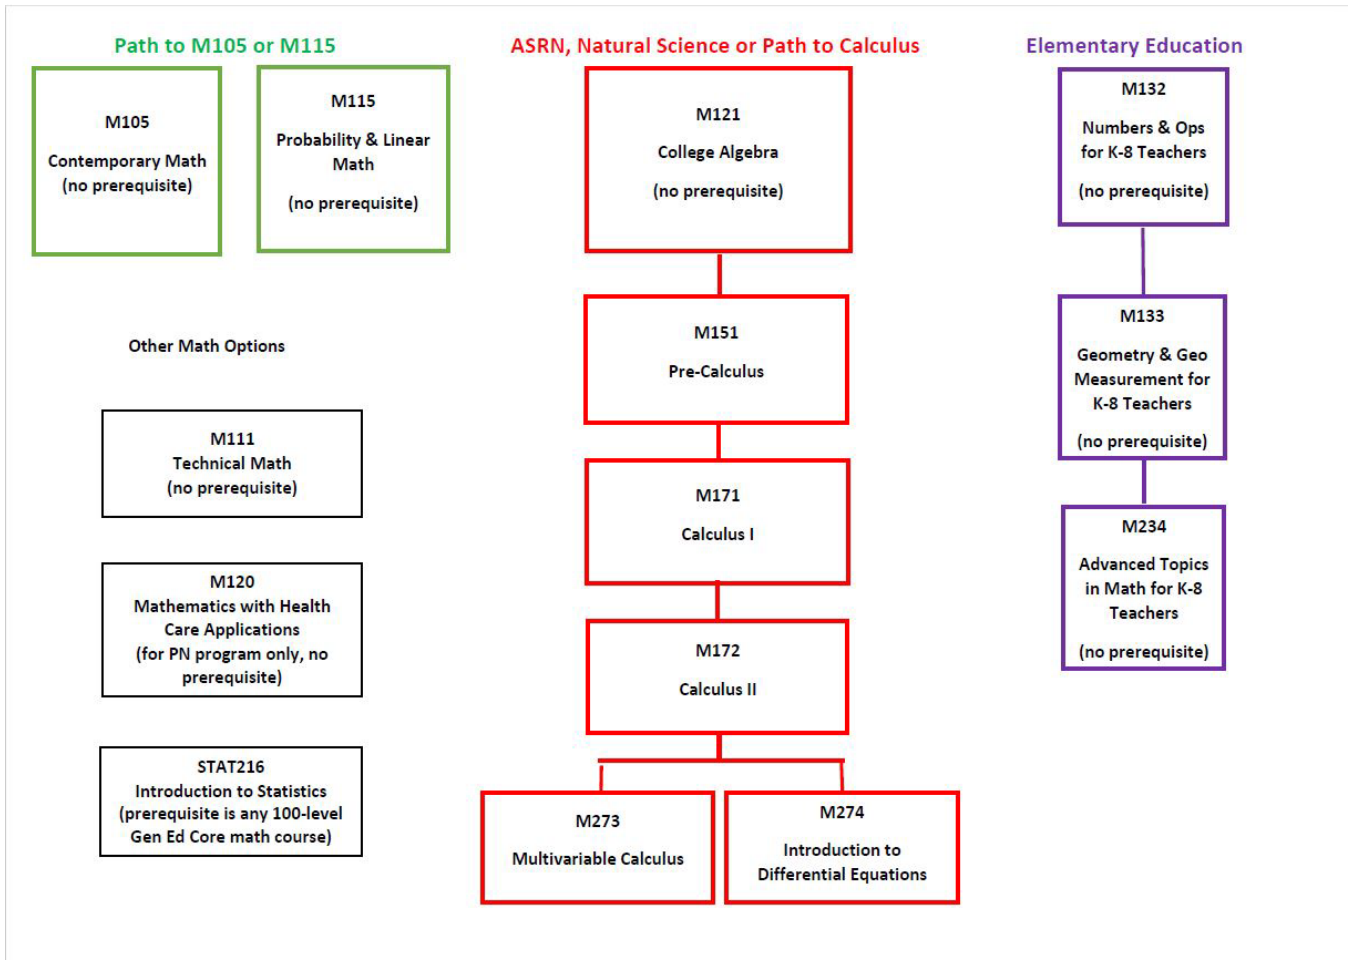 Path to M105 or M115
M105
Contemporary Math
(no prerequisite)
M115
Probability & Linear
Math
(no prerequisite)
Other Math Options
M111
Technical Math
(no prerequisite)
M120
Mathematics with Health
Care Applications
(for PN program only, no
prerequisite)
STAT216
Introduction to Statistics
(prerequisite is any 100-level
Gen Ed Core math course)
ASRN, Natural Science or Path to Calculus
M121
College Algebra
(no prerequisite)
M151
Pre-Calculus
M171
Calculus I
M172
Calculus II
M273
Multivariable Calculus
M274
Introduction to
Differential Equations
Elementary Education
M132
Numbers & Ops
for K-8 Teachers
(no prerequisite)
M133
Geometry & Geo
Measurement for
K-8 Teachers
(no prerequisite)
M234
Advanced Topics
in Math for K-8
Teachers
(no prerequisite)